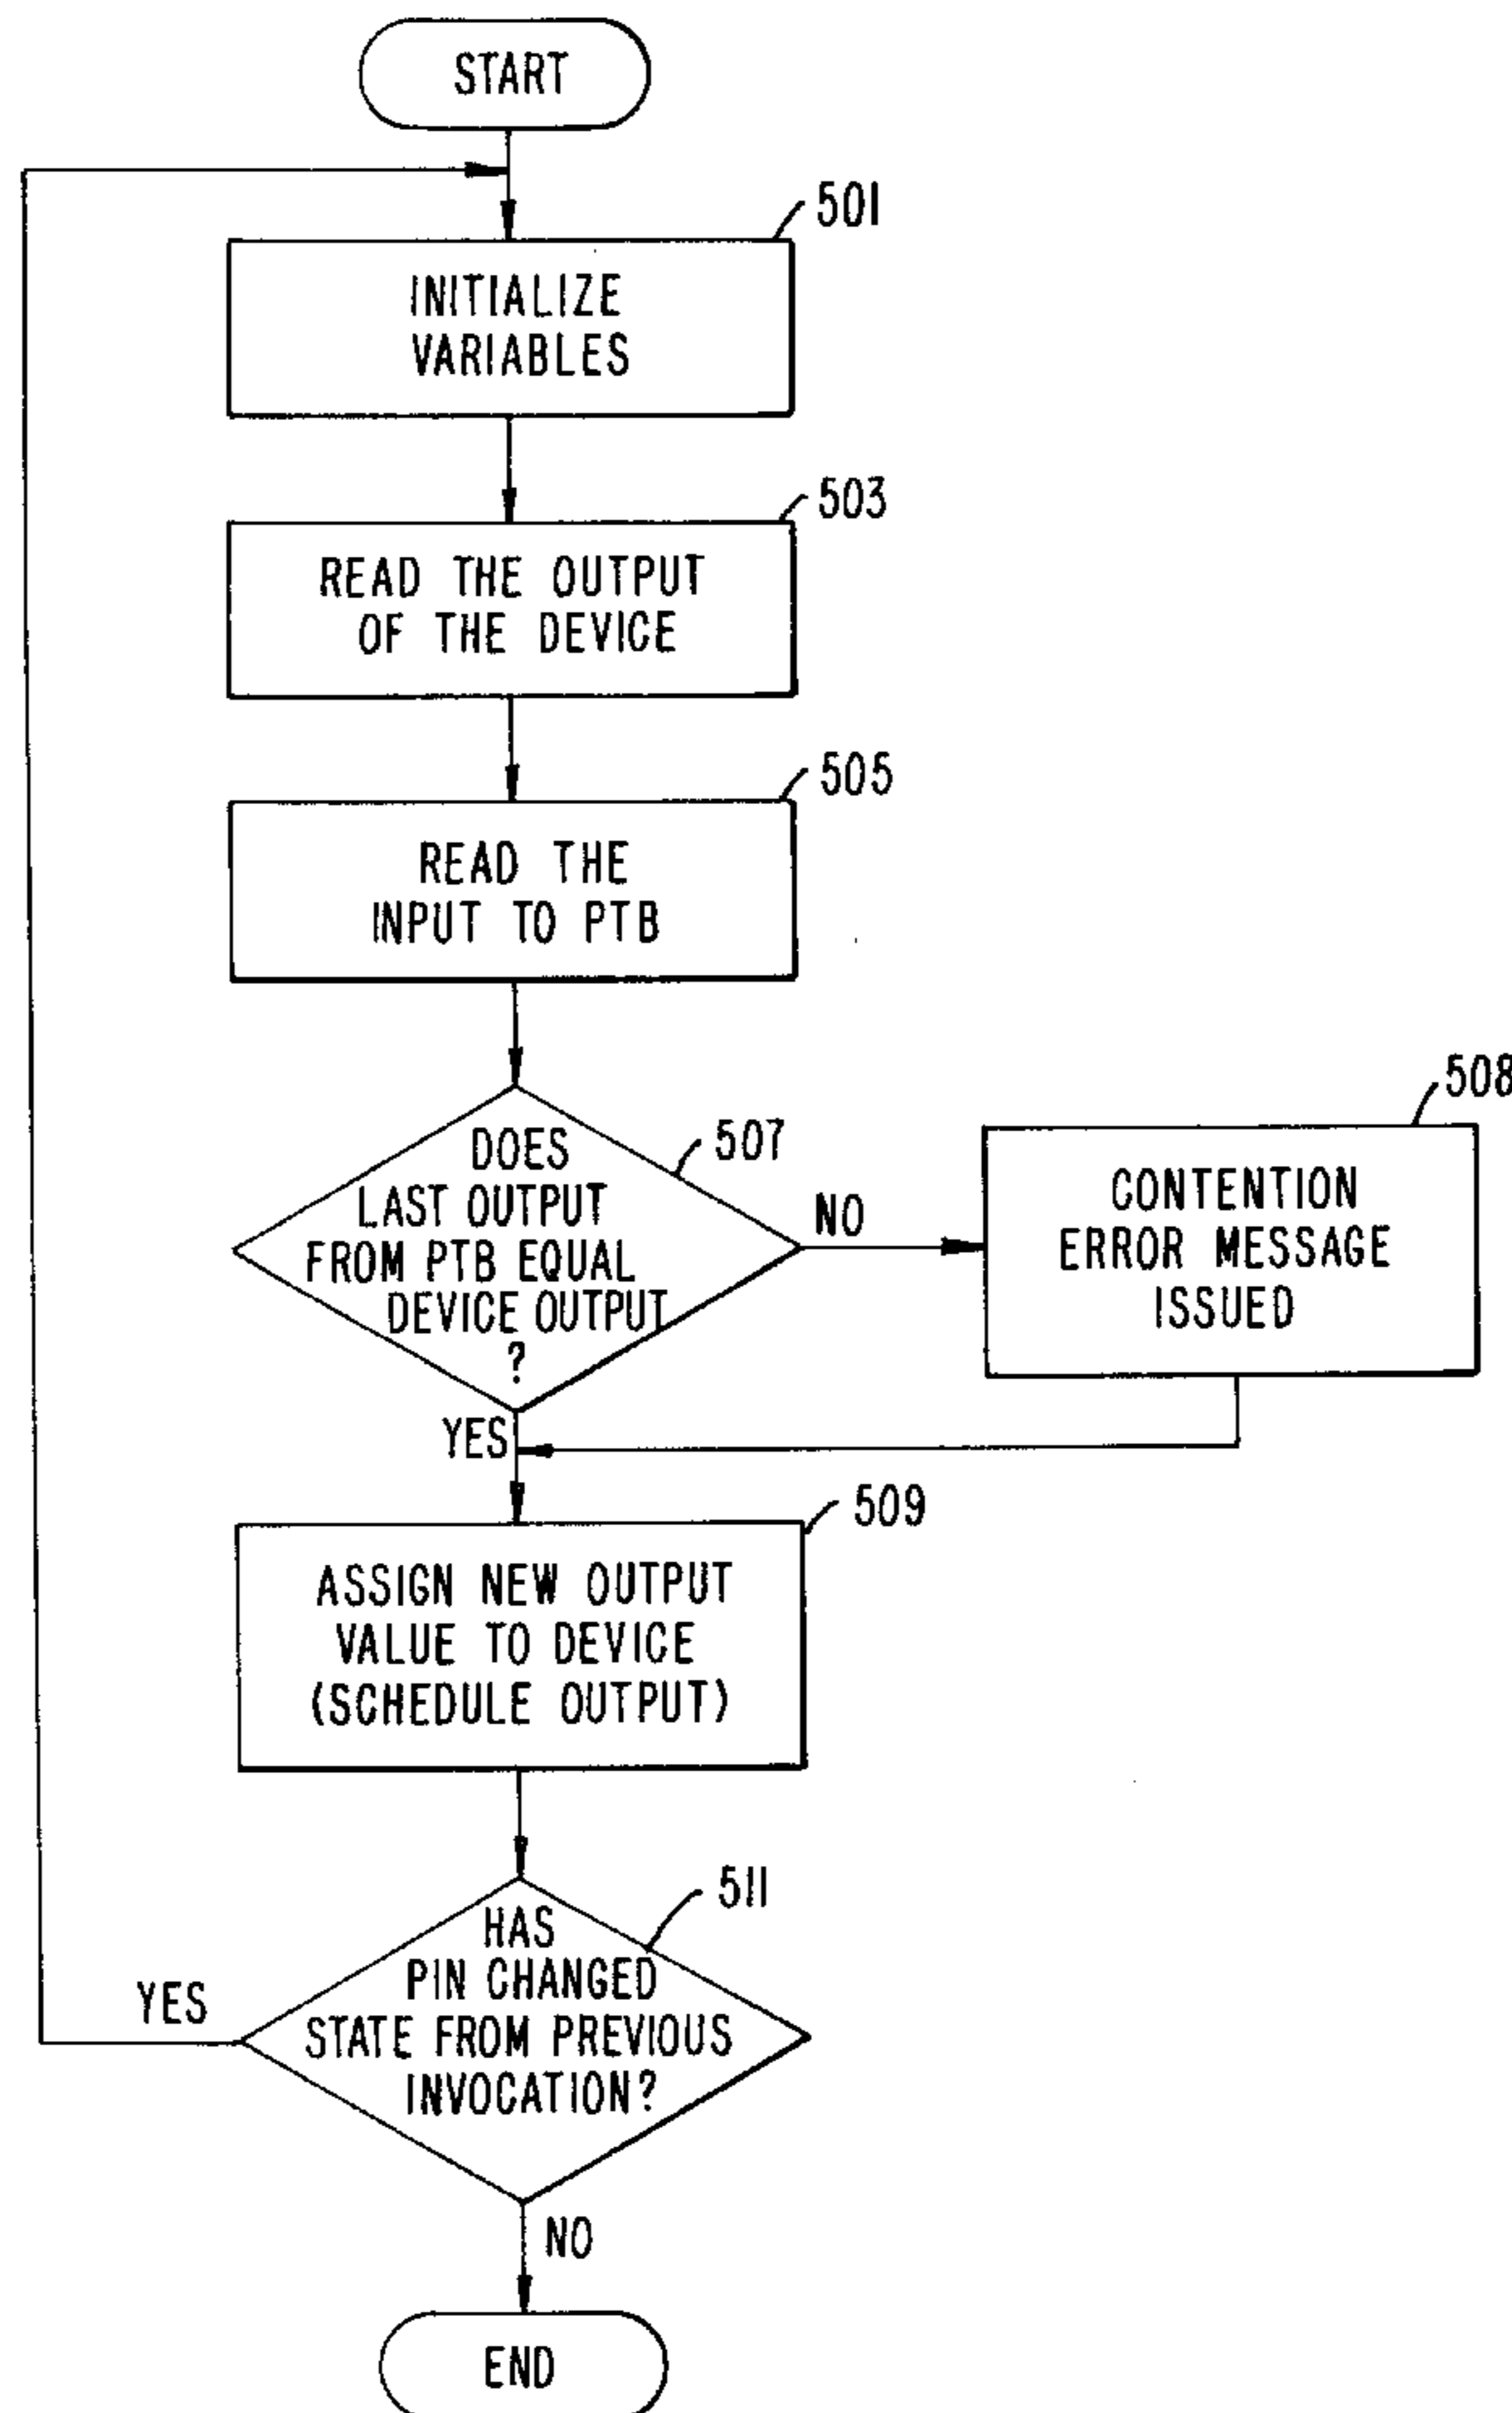 START
501
INITIALIZE
VARIABLES
503
READ THE OUTPUT
OF THE DEVICE
505
READ THE
INPUT TO PTB
507
DOES
LAST OUTPUT
FROM PTB EQUAL
DEVICE OUTPUT
?
NO
508
CONTENTION
ERROR MESSAGE
ISSUED
YES
509
ASSIGN NEW OUTPUT
VALUE TO DEVICE
(SCHEDULE OUTPUT)
511
HAS
PIN CHANGED
STATE FROM PREVIOUS
INVOCATION?
YES
NO
END